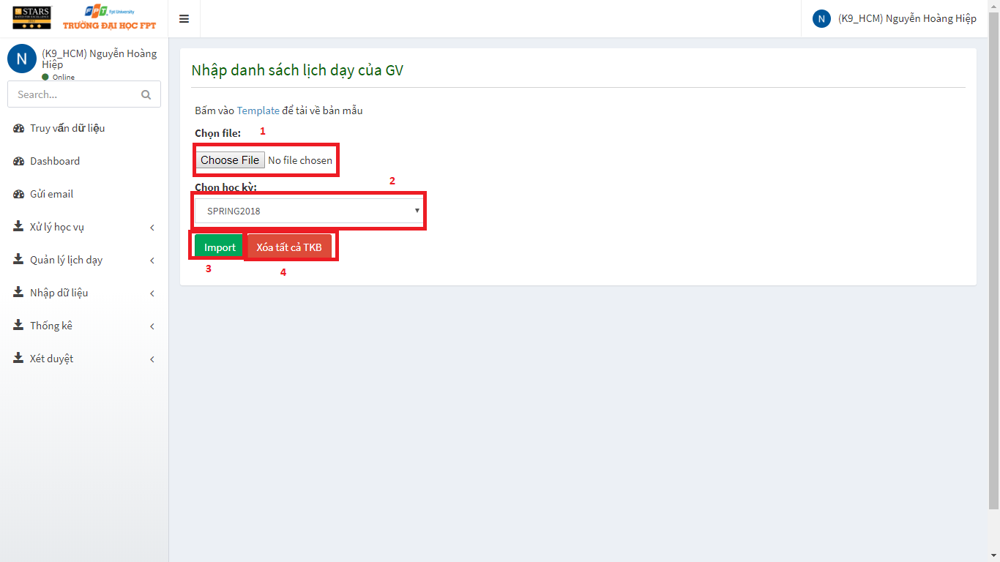 STARS
RATED FOR EXCELLENCE
FPT Fpt University
TRƯỜNG ĐẠI HỌC FPT
N (K9_HCM) Nguyễn Hoàng Hiệp
N (K9_HCM) Nguyễn Hoàng
Hiệp
Online
Search...
Truy vấn dữ liệu
Dashboard
Gửi email
Xử lý học vụ
Quản lý lịch dạy
Nhập dữ liệu
Thống kê
Xét duyệt
Nhập danh sách lịch dạy của GV
Bấm vào Template để tải về bản mẫu
Chọn file: 1
Choose File No file chosen
Chọn học kỳ: 2
SPRING2018
Import Xóa tất cả TKB
3 4